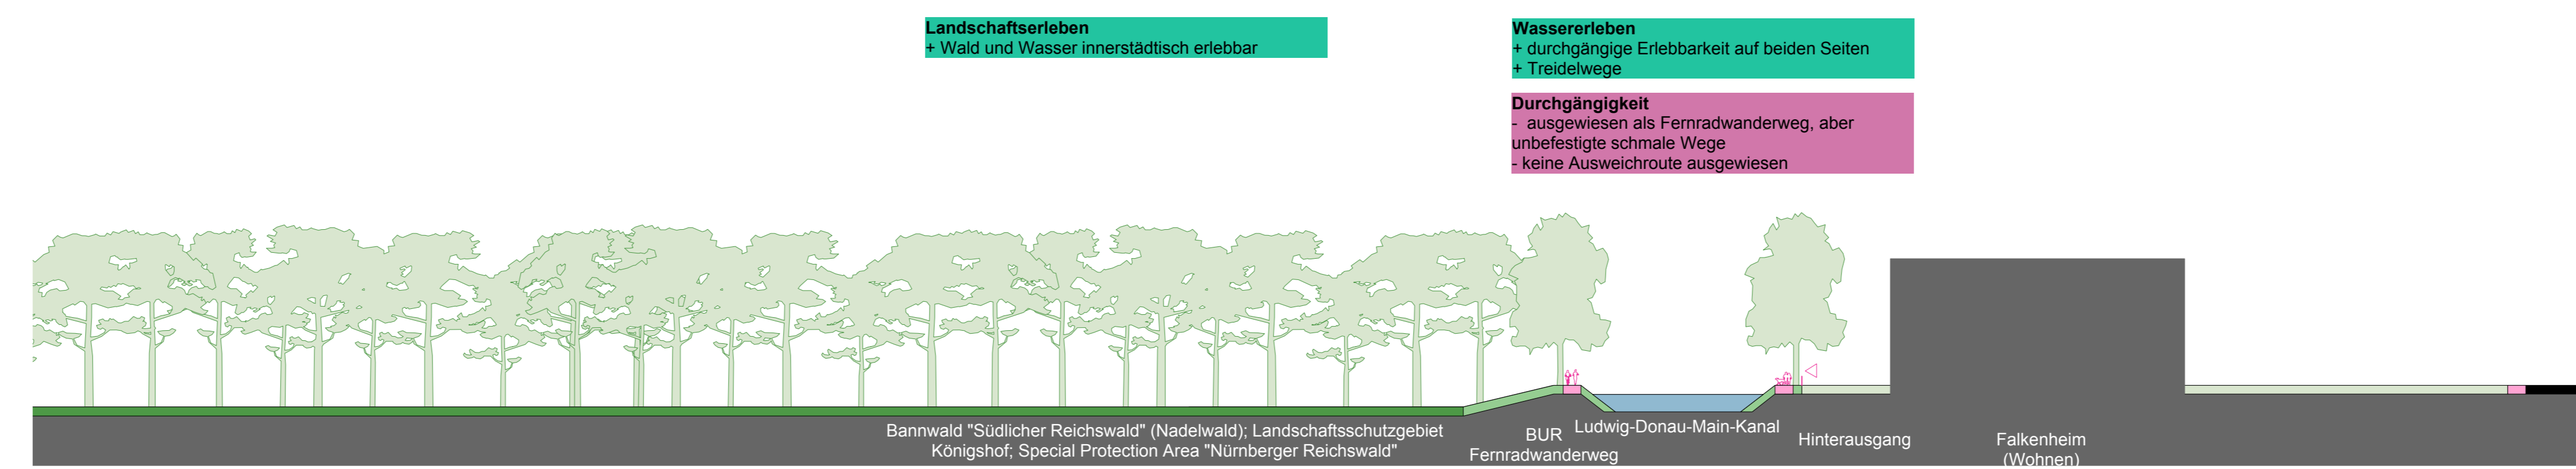 Landschaftserleben
+ Wald und Wasser innerstädtisch erlebbar
Wassererleben
+ durchgängige Erlebbarkeit auf beiden Seiten
+ Treidelwege
Durchgängigkeit
- ausgewiesen als Fernradwanderweg, aber
unbefestigte schmale Wege
- keine Ausweichroute ausgewiesen
Bannwald "Südlicher Reichswald" (Nadelwald); Landschaftsschutzgebiet
Königshof; Special Protection Area "Nürnberger Reichswald"
BUR
Fernradwanderweg
Ludwig-Donau-Main-Kanal
Hinterausgang
Falkenheim
(Wohnen)